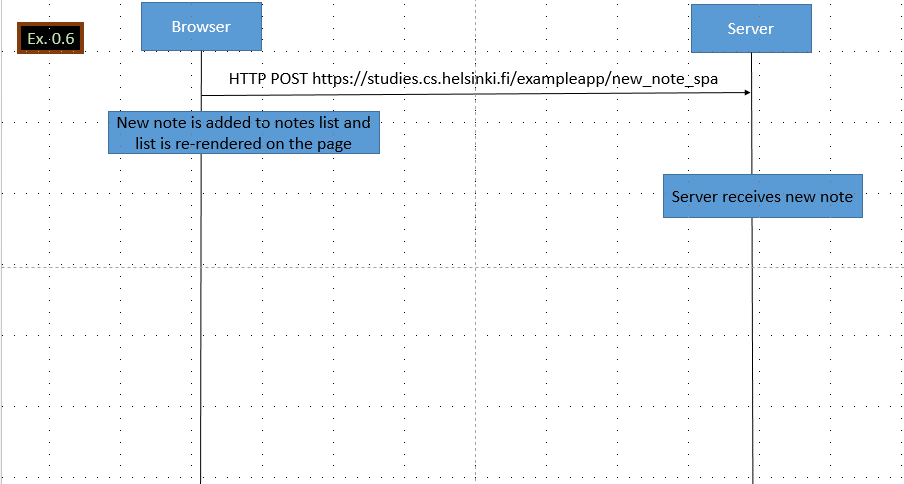 Ex. 0.6
Browser
Server
HTTP POST https://studies.cs.helsinki.fi/exampleapp/new_note_spa
New note is added to notes list and
list is re-rendered on the page
Server receives new note